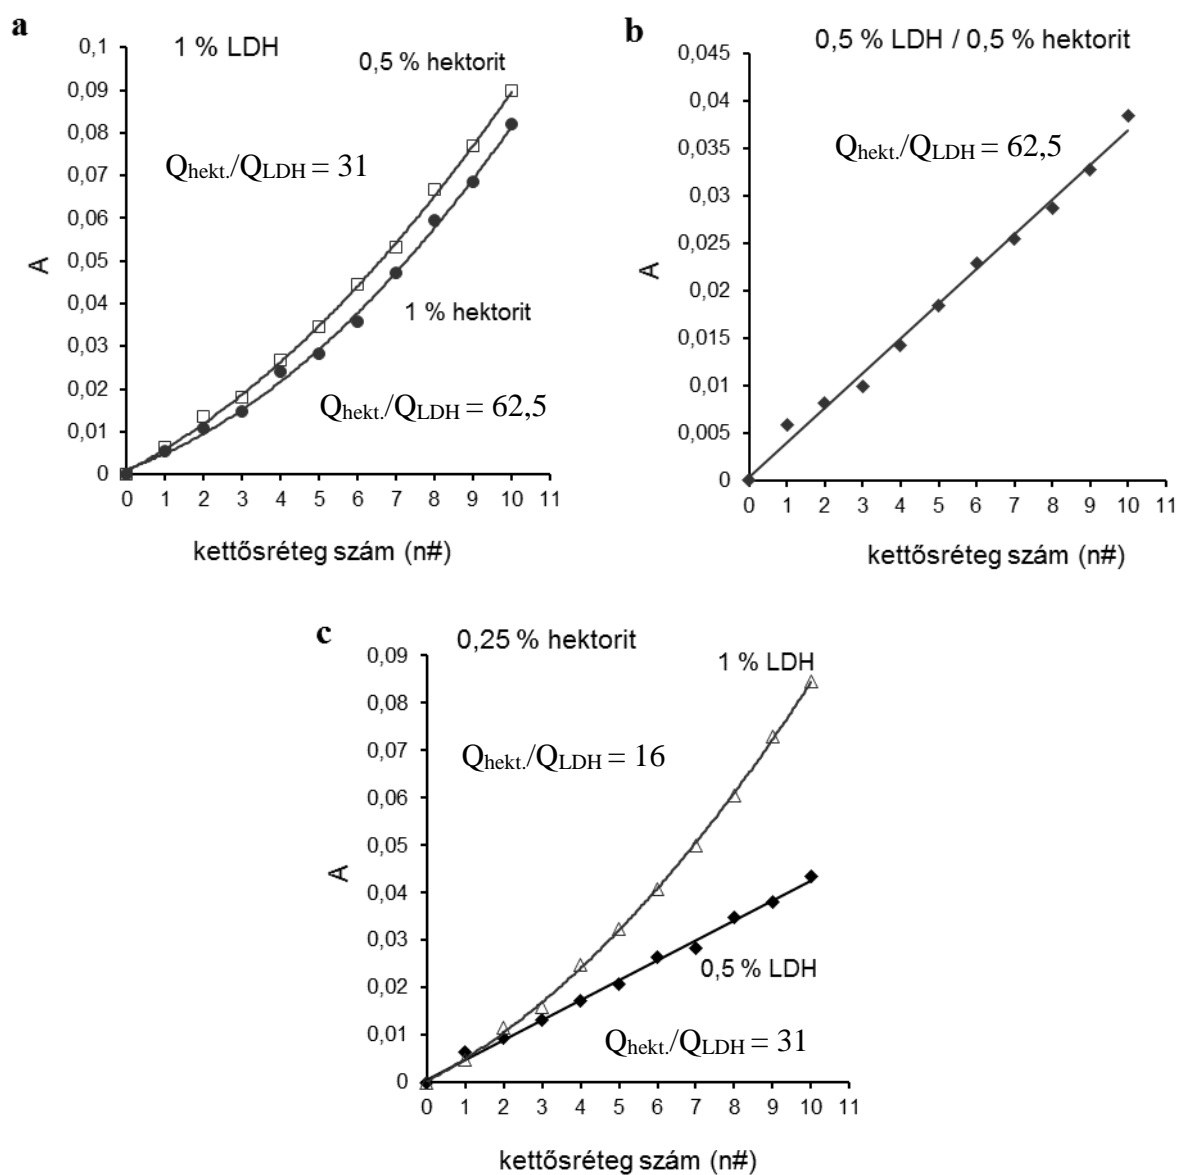 a
1 % LDH
0,5 % hektorit
Qhekt./QLDH = 31
1 % hektorit
Qhekt./QLDH = 62,5
A
0,1
0,09
0,08
0,07
0,06
0,05
0,04
0,03
0,02
0,01
0
0 1 2 3 4 5 6 7 8 9 10 11
kettősréteg szám (n#)
b
0,5 % LDH / 0,5 % hektorit
Qhekt./QLDH = 62,5
A
0,045
0,04
0,035
0,03
0,025
0,02
0,015
0,01
0,005
0
0 1 2 3 4 5 6 7 8 9 10 11
kettősréteg szám (n#)
c
0,25 % hektorit
1 % LDH
Qhekt./QLDH = 16
0,5 % LDH
Qhekt./QLDH = 31
A
0,09
0,08
0,07
0,06
0,05
0,04
0,03
0,02
0,01
0
0 1 2 3 4 5 6 7 8 9 10 11
kettősréteg szám (n#)